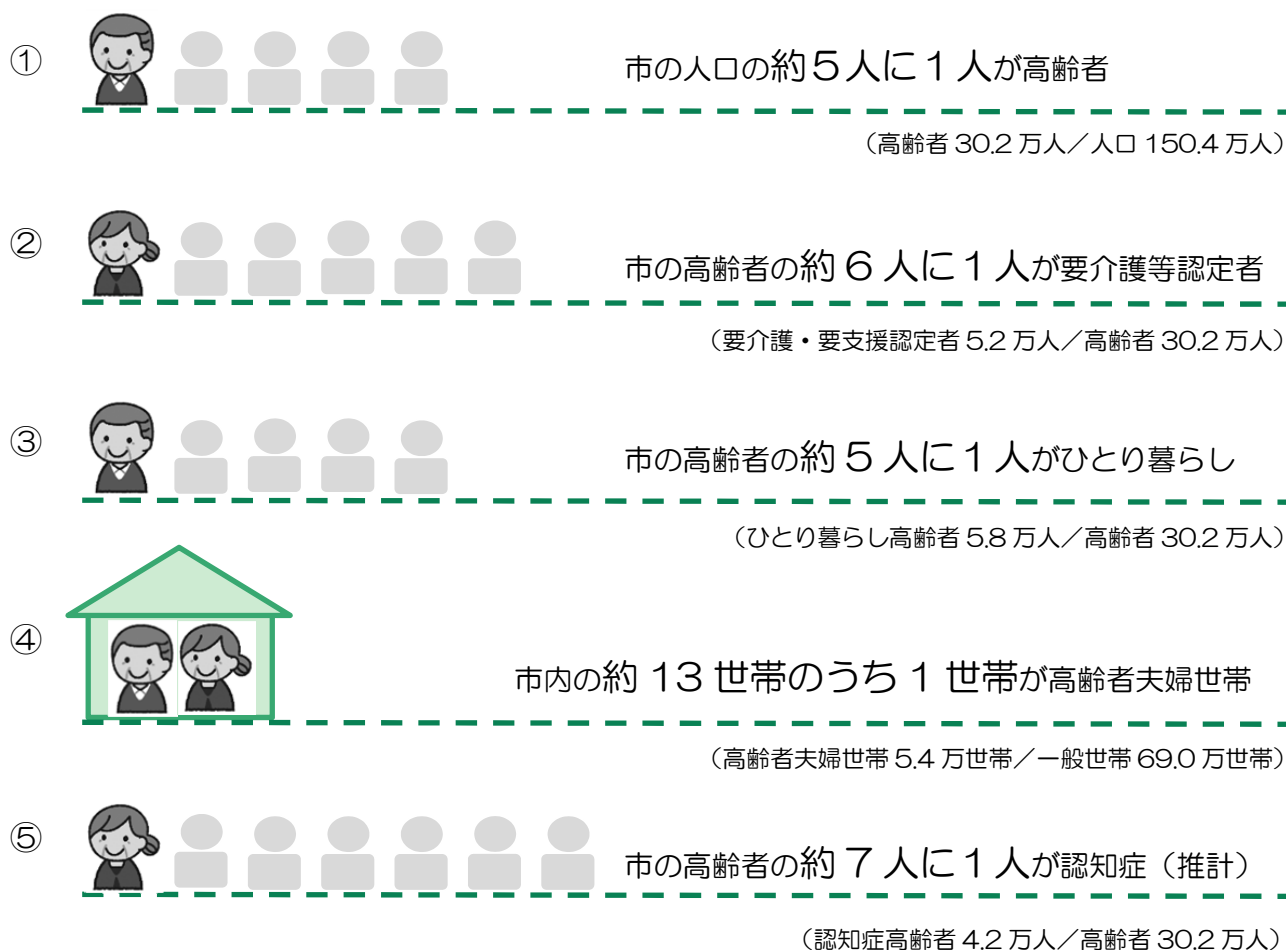 ① 市の人口の約５人に１人が高齢者
（高齢者 30.2 万人／人口 150.4 万人）
② 市の高齢者の約 6 人に１人が要介護等認定者
（要介護・要支援認定者 5.2 万人／高齢者 30.2 万人）
③ 市の高齢者の約 5 人に１人がひとり暮らし
（ひとり暮らし高齢者 5.8 万人／高齢者 30.2 万人）
④ 市内の約 13 世帯のうち 1 世帯が高齢者夫婦世帯
（高齢者夫婦世帯 5.4 万世帯／一般世帯 69.0 万世帯）
⑤ 市の高齢者の約 7 人に１人が認知症（推計）
（認知症高齢者 4.2 万人／高齢者 30.2 万人）